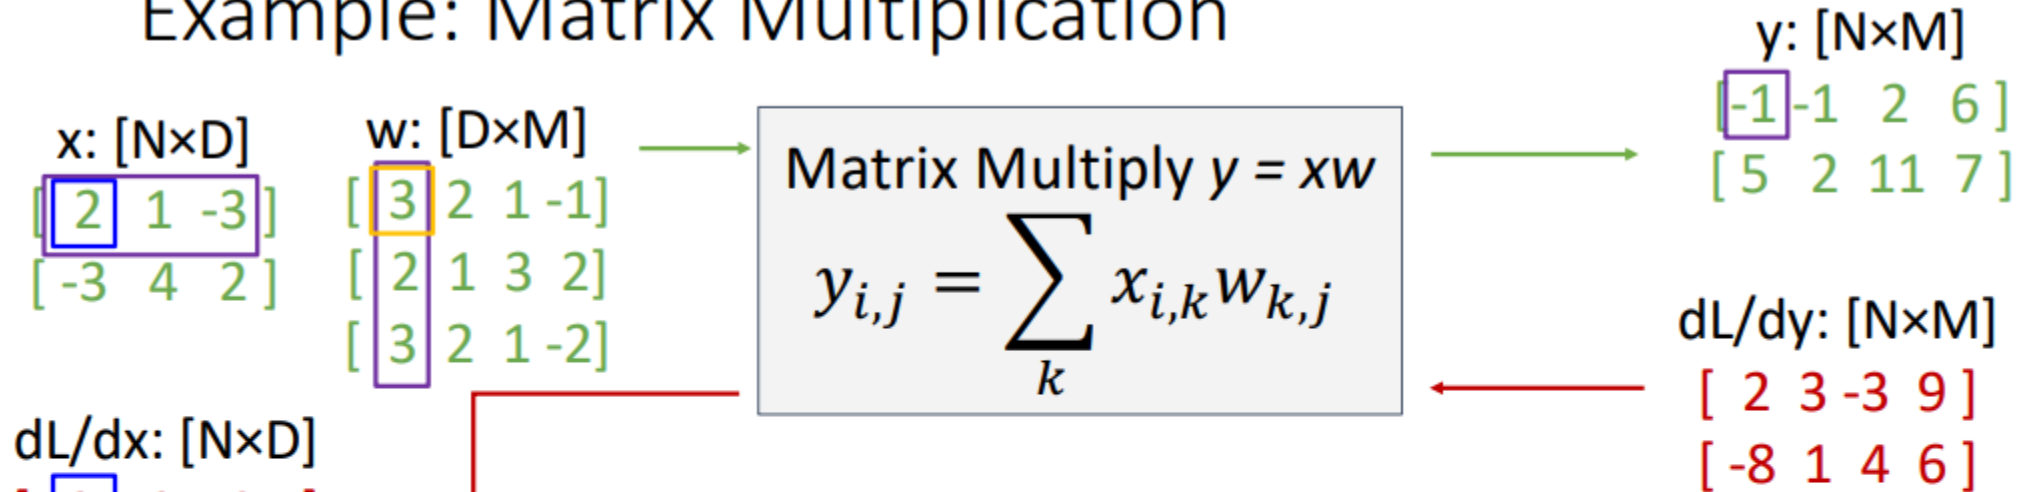 Example: Matrix Multiplication
x: [N×D]
[ 2 1 -3 ]
[ -3 4 2 ]
w: [D×M]
[ 3 2 1 -1]
[ 2 1 3 2]
[ 3 2 1 -2]
Matrix Multiply y = xw
y_{i,j} = ∑_k x_{i,k} w_{k,j}
y: [N×M]
[ -1 -1 2 6 ]
[ 5 2 11 7 ]
dL/dy: [N×M]
[ 2 3 -3 9 ]
[ -8 1 4 6 ]
dL/dx: [N×D]